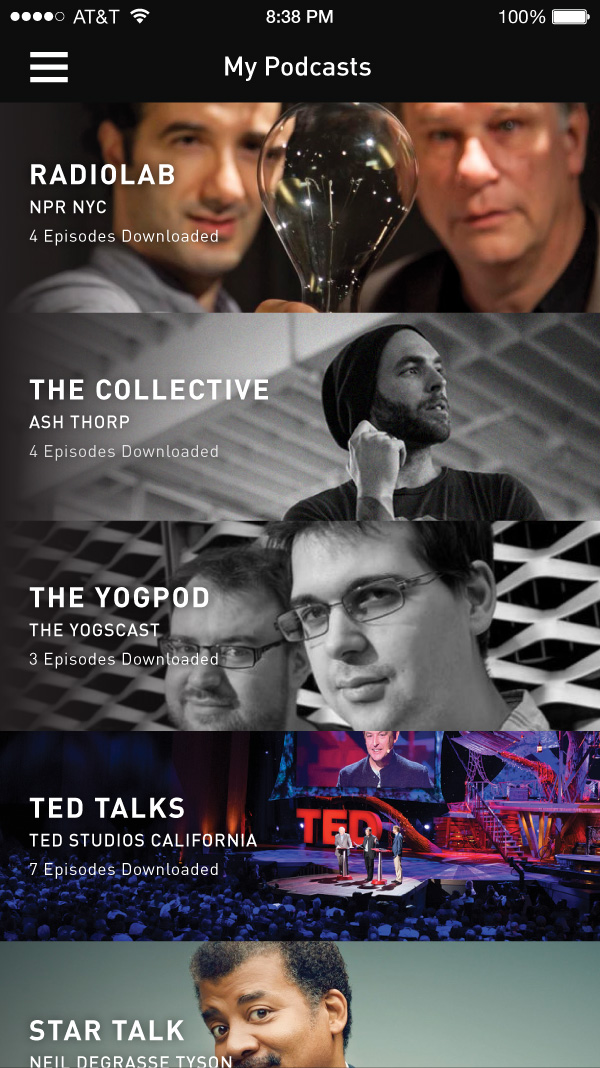 AT&T 8:38 PM 100%
My Podcasts
RADIOLAB
NPR NYC
4 Episodes Downloaded
THE COLLECTIVE
ASH THORP
4 Episodes Downloaded
THE YOGPOD
THE YOGSCAST
3 Episodes Downloaded
TED
TED TALKS
TED STUDIOS CALIFORNIA
7 Episodes Downloaded
STAR TALK
NEIL DEGRASSE TYSON